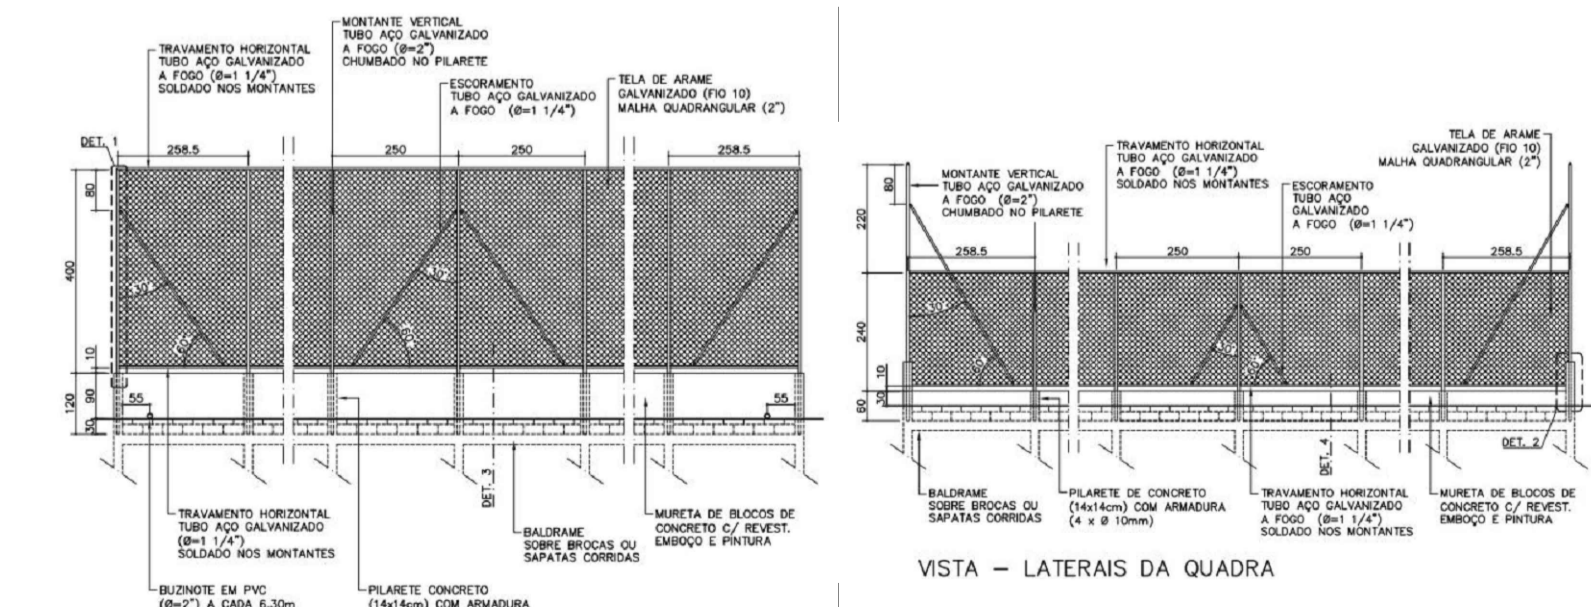 MONTANTE VERTICAL
TUBO AÇO GALVANIZADO
A FOGO (Ø=2")
CHUMBADO NO PILARETE
TRAVAMENTO HORIZONTAL
TUBO AÇO GALVANIZADO
A FOGO (Ø=1 1/4")
SOLDADO NOS MONTANTES
ESCORAMENTO
TUBO AÇO GALVANIZADO
A FOGO (Ø=1 1/4")
TELA DE ARAME
GALVANIZADO (FIO 10)
MALHA QUADRANGULAR (2")
DET. 1
258.5
250
250
258.5
80
400
10
90
120
30
55
55
DET. 3
TRAVAMENTO HORIZONTAL
TUBO AÇO GALVANIZADO
(Ø=1 1/4")
SOLDADO NOS MONTANTES
BALDRAME
SOBRE BROCAS OU
SAPATAS CORRIDAS
MURETA DE BLOCOS DE
CONCRETO C/ REVEST.
EMBOÇO E PINTURA
BUZINOTE EM PVC
(Ø=2") A CADA 6,30m
PILARETE CONCRETO
(14x14cm) COM ARMADURA
TELA DE ARAME
GALVANIZADO (FIO 10)
MALHA QUADRANGULAR (2")
TRAVAMENTO HORIZONTAL
TUBO AÇO GALVANIZADO
A FOGO (Ø=1 1/4")
SOLDADO NOS MONTANTES
MONTANTE VERTICAL
TUBO AÇO GALVANIZADO
A FOGO (Ø=2")
CHUMBADO NO PILARETE
ESCORAMENTO
TUBO AÇO
GALVANIZADO
A FOGO (Ø=1 1/4")
80
220
258.5
250
250
258.5
240
10
30
60
DET. 4
DET. 2
BALDRAME
SOBRE BROCAS OU
SAPATAS CORRIDAS
PILARETE DE CONCRETO
(14x14cm) COM ARMADURA
(4 x Ø 10mm)
TRAVAMENTO HORIZONTAL
TUBO AÇO GALVANIZADO
A FOGO (Ø=1 1/4")
SOLDADO NOS MONTANTES
MURETA DE BLOCOS DE
CONCRETO C/ REVEST.
EMBOÇO E PINTURA
VISTA – LATERAIS DA QUADRA